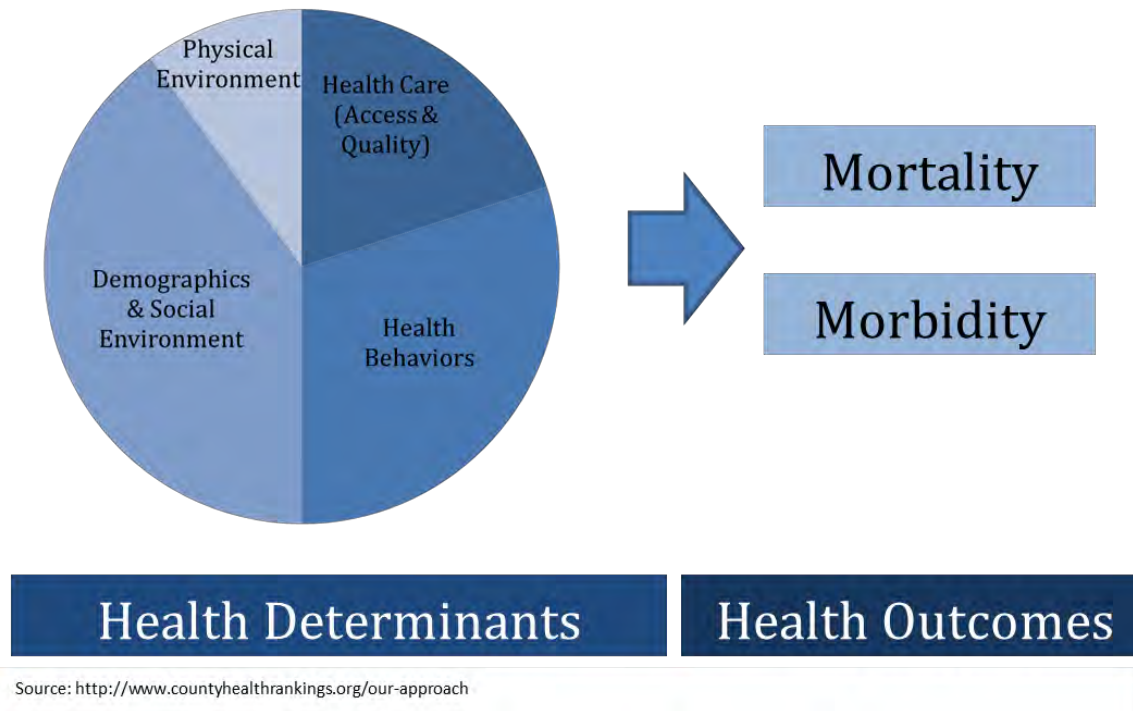 Physical
Environment
Health Care
(Access &
Quality)
Demographics
& Social
Environment
Health
Behaviors
Mortality
Morbidity
Health Determinants
Health Outcomes
Source: http://www.countyhealthrankings.org/our-approach